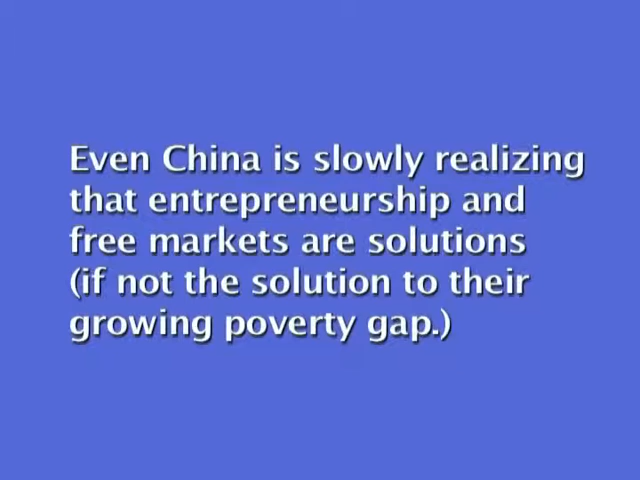 Even China is slowly realizing
that entrepreneurship and
free markets are solutions
(if not the solution to their
growing poverty gap.)